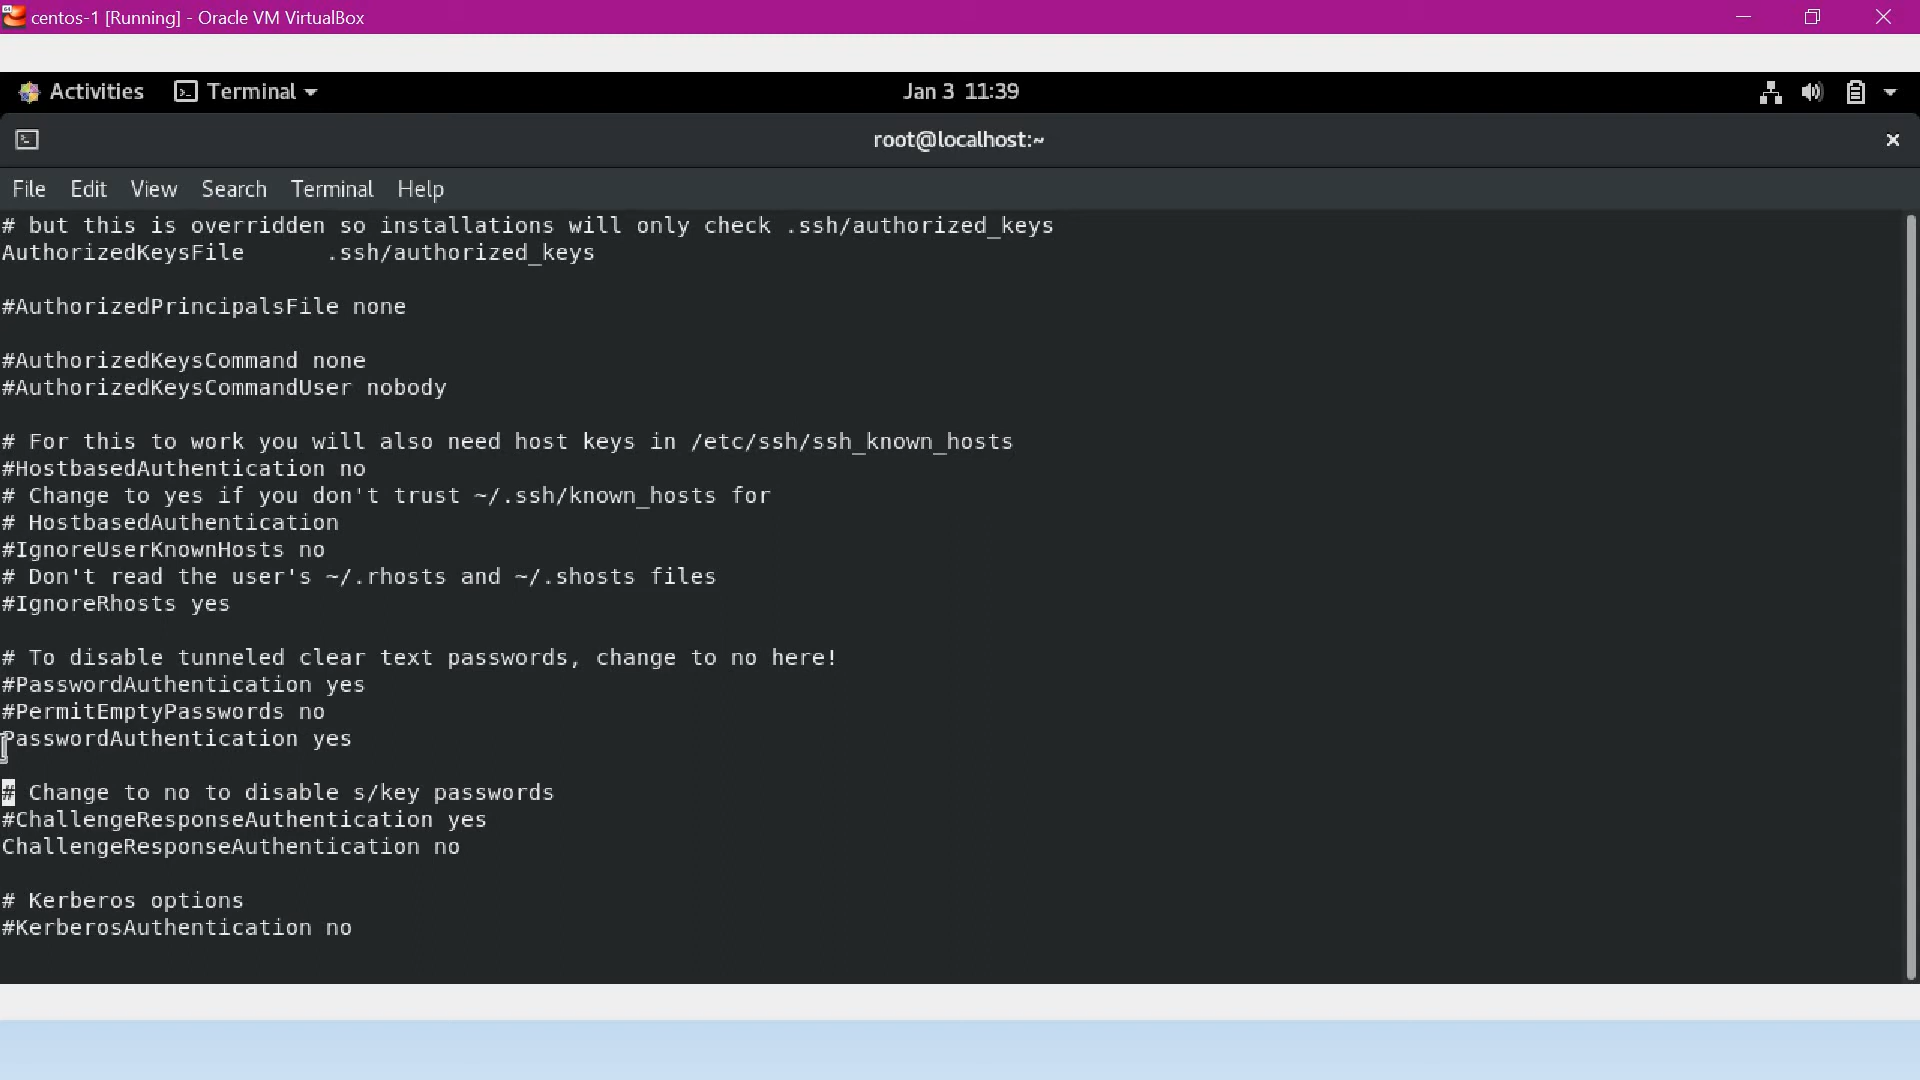 centos-1 [Running] - Oracle VM VirtualBox
Activities Terminal Jan 3 11:39
root@localhost:~
File Edit View Search Terminal Help
# but this is overridden so installations will only check .ssh/authorized_keys
AuthorizedKeysFile .ssh/authorized_keys
#AuthorizedPrincipalsFile none
#AuthorizedKeysCommand none
#AuthorizedKeysCommandUser nobody
# For this to work you will also need host keys in /etc/ssh/ssh_known_hosts
#HostbasedAuthentication no
# Change to yes if you don't trust ~/.ssh/known_hosts for
# HostbasedAuthentication
#IgnoreUserKnownHosts no
# Don't read the user's ~/.rhosts and ~/.shosts files
#IgnoreRhosts yes
# To disable tunneled clear text passwords, change to no here!
#PasswordAuthentication yes
#PermitEmptyPasswords no
PasswordAuthentication yes
# Change to no to disable s/key passwords
#ChallengeResponseAuthentication yes
ChallengeResponseAuthentication no
# Kerberos options
#KerberosAuthentication no